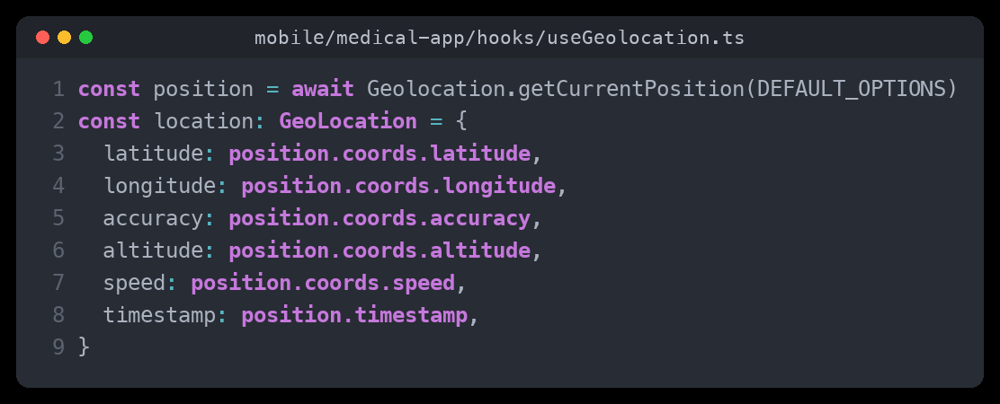 mobile/medical-app/hooks/useGeolocation.ts
1 const position = await Geolocation.getCurrentPosition(DEFAULT_OPTIONS)
2 const location: GeoLocation = {
3   latitude: position.coords.latitude,
4   longitude: position.coords.longitude,
5   accuracy: position.coords.accuracy,
6   altitude: position.coords.altitude,
7   speed: position.coords.speed,
8   timestamp: position.timestamp,
9 }